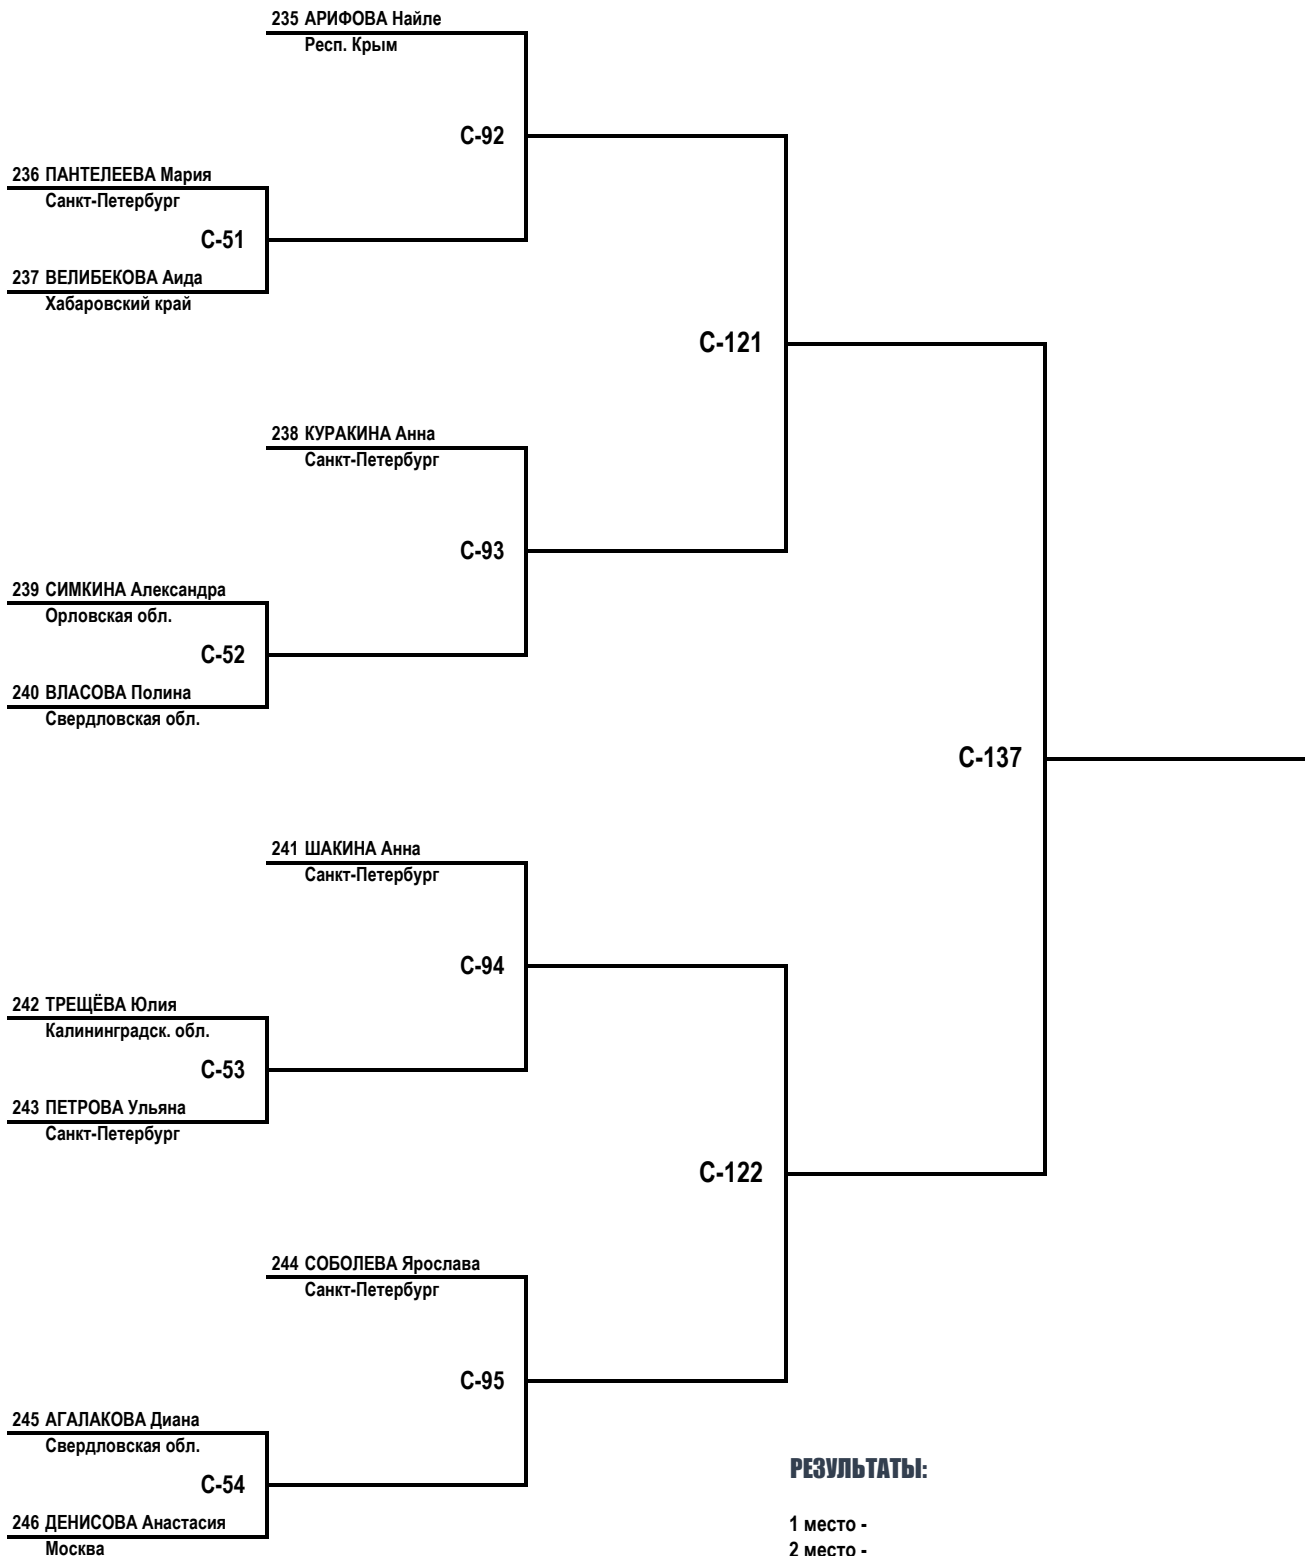 235 АРИФОВА Найле
Респ. Крым
С-92
236 ПАНТЕЛЕЕВА Мария
Санкт-Петербург
С-51
237 ВЕЛИБЕКОВА Аида
Хабаровский край
С-121
238 КУРАКИНА Анна
Санкт-Петербург
С-93
239 СИМКИНА Александра
Орловская обл.
С-52
240 ВЛАСОВА Полина
Свердловская обл.
С-137
241 ШАКИНА Анна
Санкт-Петербург
С-94
242 ТРЕЩЁВА Юлия
Калининградск. обл.
С-53
243 ПЕТРОВА Ульяна
Санкт-Петербург
С-122
244 СОБОЛЕВА Ярослава
Санкт-Петербург
С-95
245 АГАЛАКОВА Диана
Свердловская обл.
С-54
246 ДЕНИСОВА Анастасия
Москва
РЕЗУЛЬТАТЫ:
1 место -
2 место -